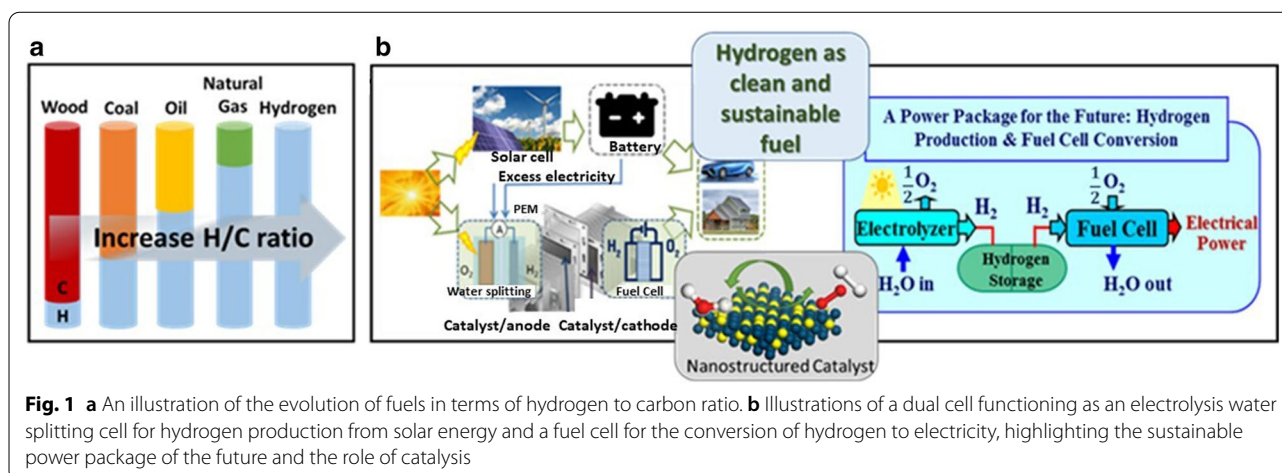 a
Wood
Coal
Oil
Natural
Gas
Hydrogen
Increase H/C ratio
C
H
b
Hydrogen as
clean and
sustainable
fuel
Solar cell
Battery
Excess electricity
PEM
A
O₂
H₂
Water splitting
H₂
O₂
Fuel Cell
Catalyst/anode
Catalyst/cathode
Nanostructured Catalyst
A Power Package for the Future: Hydrogen
Production & Fuel Cell Conversion
1/2 O₂
1/2 O₂
Electrolyzer
H₂
H₂
Fuel Cell
Electrical
Power
Hydrogen
Storage
H₂O in
H₂O out
Fig. 1 a An illustration of the evolution of fuels in terms of hydrogen to carbon ratio. b Illustrations of a dual cell functioning as an electrolysis water
splitting cell for hydrogen production from solar energy and a fuel cell for the conversion of hydrogen to electricity, highlighting the sustainable
power package of the future and the role of catalysis